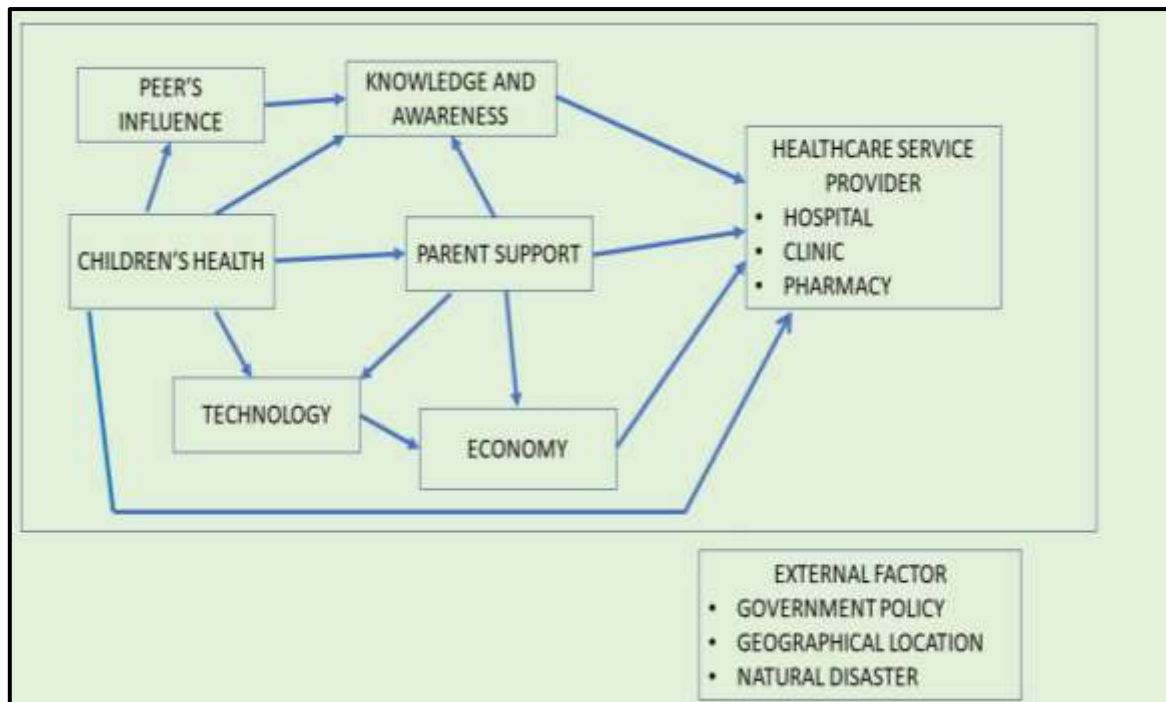 PEER'S
INFLUENCE
KNOWLEDGE AND
AWARENESS
HEALTHCARE SERVICE
PROVIDER
• HOSPITAL
• CLINIC
• PHARMACY
CHILDREN'S HEALTH
PARENT SUPPORT
TECHNOLOGY
ECONOMY
EXTERNAL FACTOR
• GOVERNMENT POLICY
• GEOGRAPHICAL LOCATION
• NATURAL DISASTER